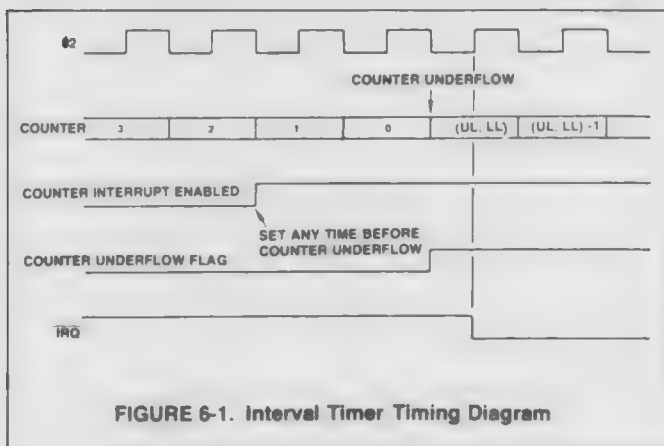 ϕ2
COUNTER UNDERFLOW
COUNTER 3 2 1 0 (UL, LL) (UL, LL) -1
COUNTER INTERRUPT ENABLED
SET ANY TIME BEFORE
COUNTER UNDERFLOW
COUNTER UNDERFLOW FLAG
IRQ
FIGURE 6-1. Interval Timer Timing Diagram